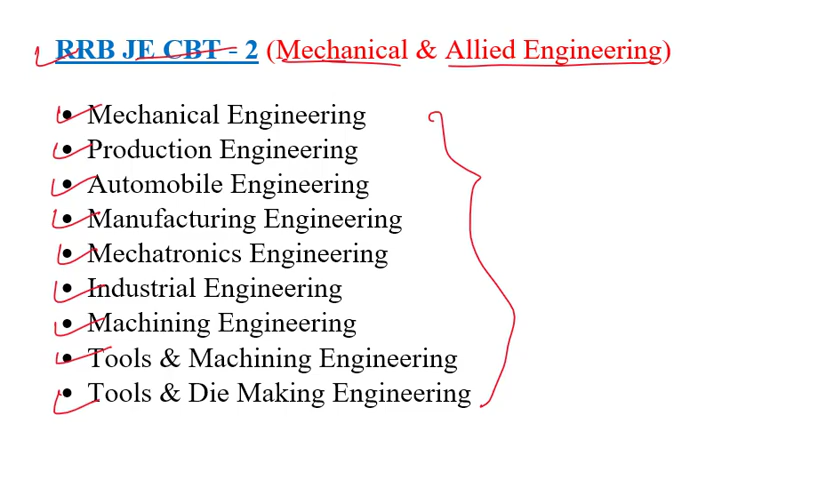 RRB JE CBT - 2 (Mechanical & Allied Engineering)
• Mechanical Engineering
• Production Engineering
• Automobile Engineering
• Manufacturing Engineering
• Mechatronics Engineering
• Industrial Engineering
• Machining Engineering
• Tools & Machining Engineering
• Tools & Die Making Engineering